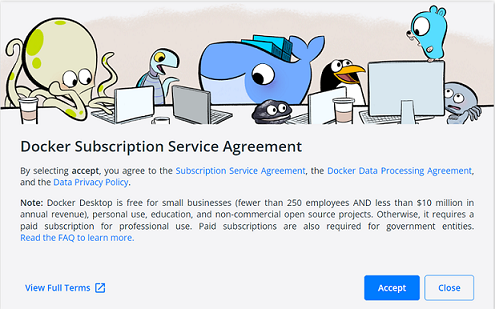 Docker Subscription Service Agreement
By selecting accept, you agree to the Subscription Service Agreement, the Docker Data Processing Agreement,
and the Data Privacy Policy.
Note: Docker Desktop is free for small businesses (fewer than 250 employees AND less than $10 million in
annual revenue), personal use, education, and non-commercial open source projects. Otherwise, it requires a
paid subscription for professional use. Paid subscriptions are also required for government entities.
Read the FAQ to learn more.
View Full Terms
Accept
Close